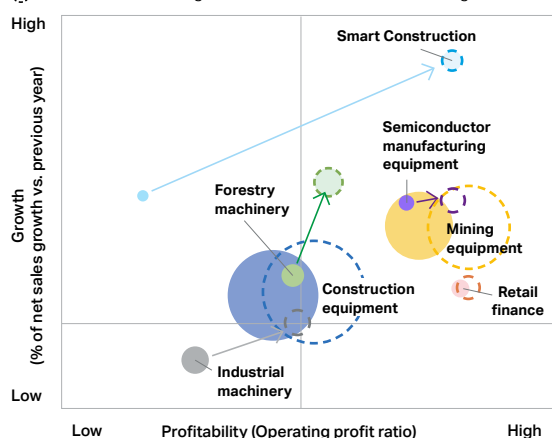 High
Smart Construction
Semiconductor
manufacturing
equipment
Growth
(% of net sales growth vs. previous year)
Forestry
machinery
Mining
equipment
Construction
equipment
Retail
finance
Industrial
machinery
Low
Low
Profitability (Operating profit ratio)
High